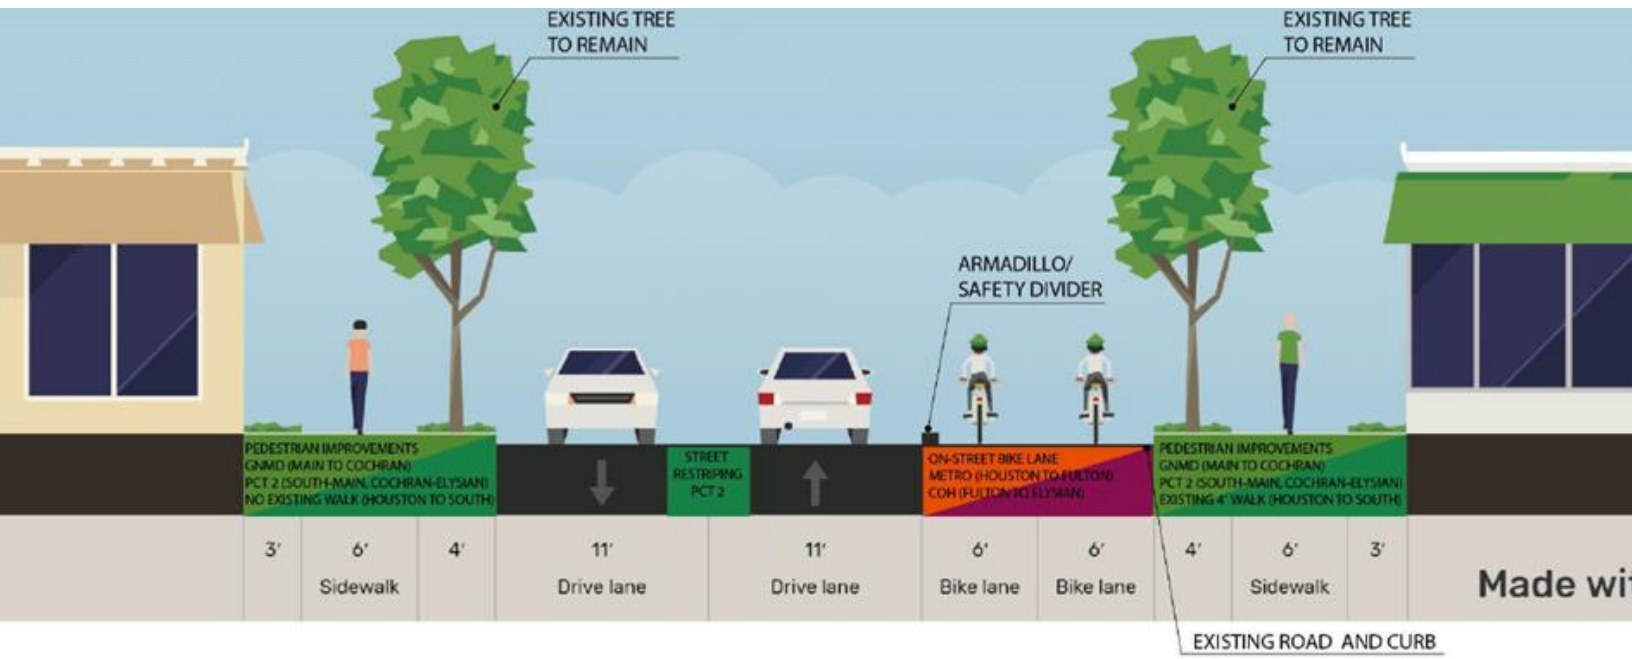 EXISTING TREE
TO REMAIN
EXISTING TREE
TO REMAIN
ARMADILLO/
SAFETY DIVIDER
PEDESTRIAN IMPROVEMENTS
GNMD (MAIN TO COCHRAN)
PCT 2 (SOUTH-MAIN, COCHRAN-ELYSIAN)
NO EXISTING WALK (HOUSTON TO SOUTH)
STREET
RESTRIPING
PCT 2
ON-STREET BIKE LANE
METRO (HOUSTON TO FULTON)
COH (FULTON TO ELYSIAN)
PEDESTRIAN IMPROVEMENTS
GNMD (MAIN TO COCHRAN)
PCT 2 (SOUTH-MAIN, COCHRAN-ELYSIAN)
EXISTING 4' WALK (HOUSTON TO SOUTH)
3' 6' 4' 11' 11' 6' 6' 4' 6' 3'
Sidewalk Drive lane Drive lane Bike lane Bike lane Sidewalk
Made wi
EXISTING ROAD AND CURB